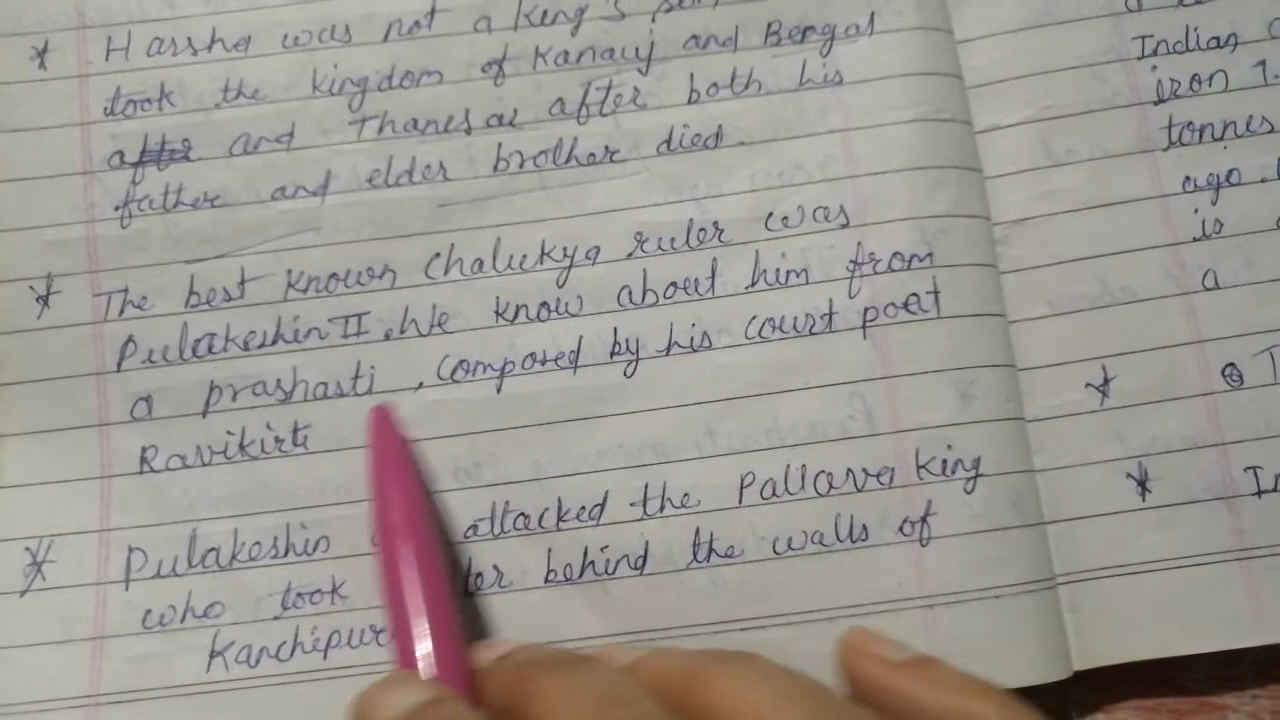 * Harsha was not a king's son,
took the kingdom of Kanauj and Bengal
and Thanesar after both his
father and elder brother died.
* The best known Chalukya ruler was
Pulakeshin II. We know about him from
a prashasti, composed by his court poet
Ravikirti
* Pulakeshin attacked the Pallava King
who took behind the walls of
Indian
iron
tonnes
ago.
is
a
*
*